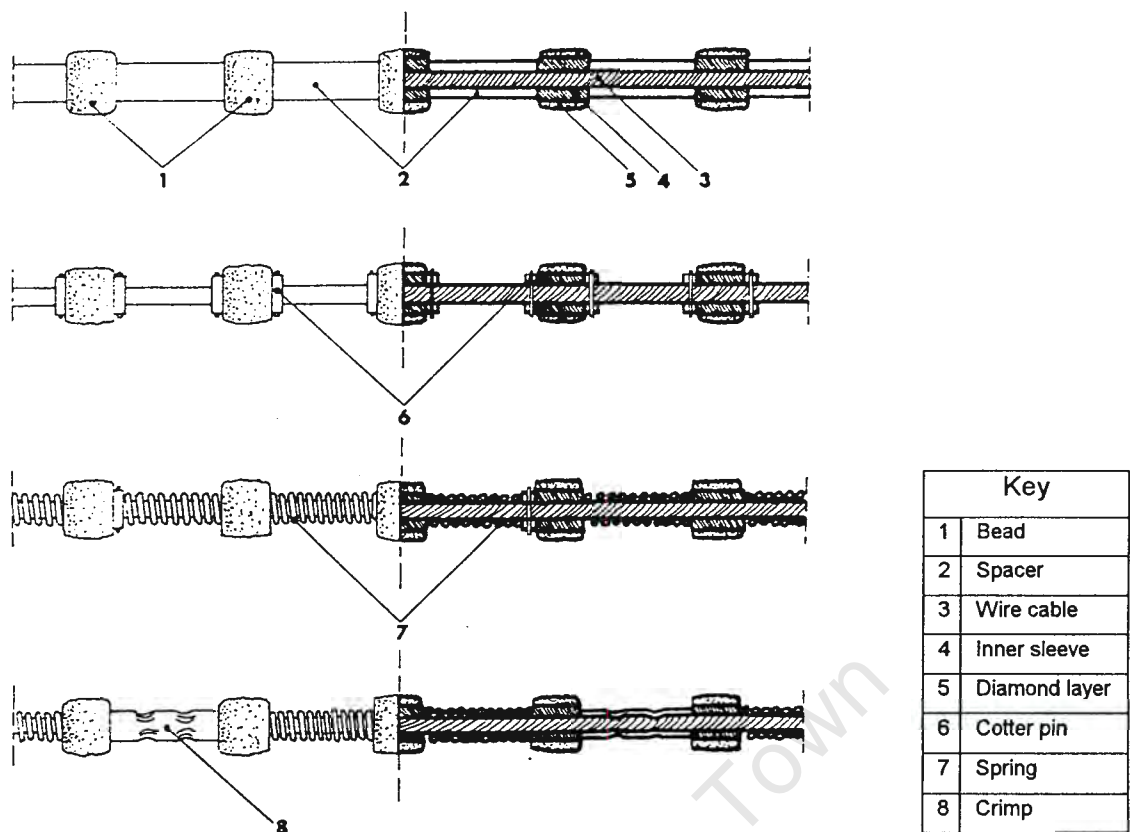 1 2 5 4 3
6
7
8
Key
1 Bead
2 Spacer
3 Wire cable
4 Inner sleeve
5 Diamond layer
6 Cotter pin
7 Spring
8 Crimp
Town